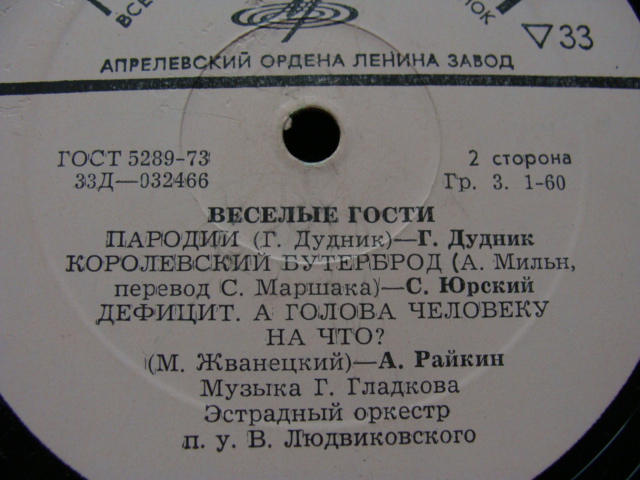 АПРЕЛЕВСКИЙ ОРДЕНА ЛЕНИНА ЗАВОД
▽33
ГОСТ 5289-73
33Д—032466
2 сторона
Гр. 3. 1-60
ВЕСЕЛЫЕ ГОСТИ
ПАРОДИИ (Г. Дудник)—Г. Дудник
КОРОЛЕВСКИЙ БУТЕРБРОД (А. Мильн,
перевод С. Маршака)—С. Юрский
ДЕФИЦИТ. А ГОЛОВА ЧЕЛОВЕКУ
НА ЧТО?
(М. Жванецкий)—А. Райкин
Музыка Г. Гладкова
Эстрадный оркестр
п. у. В. Людвиковского